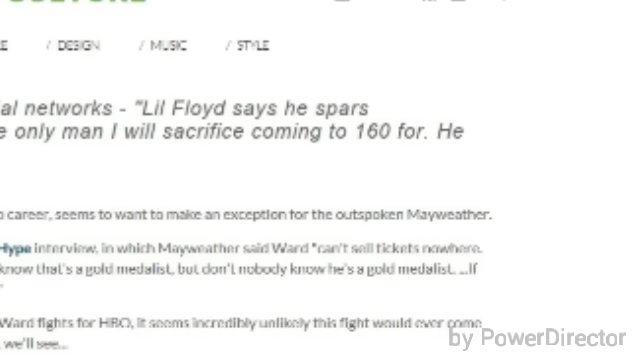 CULTURE
/ DESIGN / MUSIC / STYLE
al networks - "Lil Floyd says he spars
e only man I will sacrifice coming to 160 for. He
o career, seems to want to make an exception for the outspoken Mayweather.
Hype interview, in which Mayweather said Ward "can't sell tickets nowhere.
know that's a gold medalist, but don't nobody know he's a gold medalist. ...If
Ward fights for HBO, it seems incredibly unlikely this fight would ever come
, we'll see...
by PowerDirector